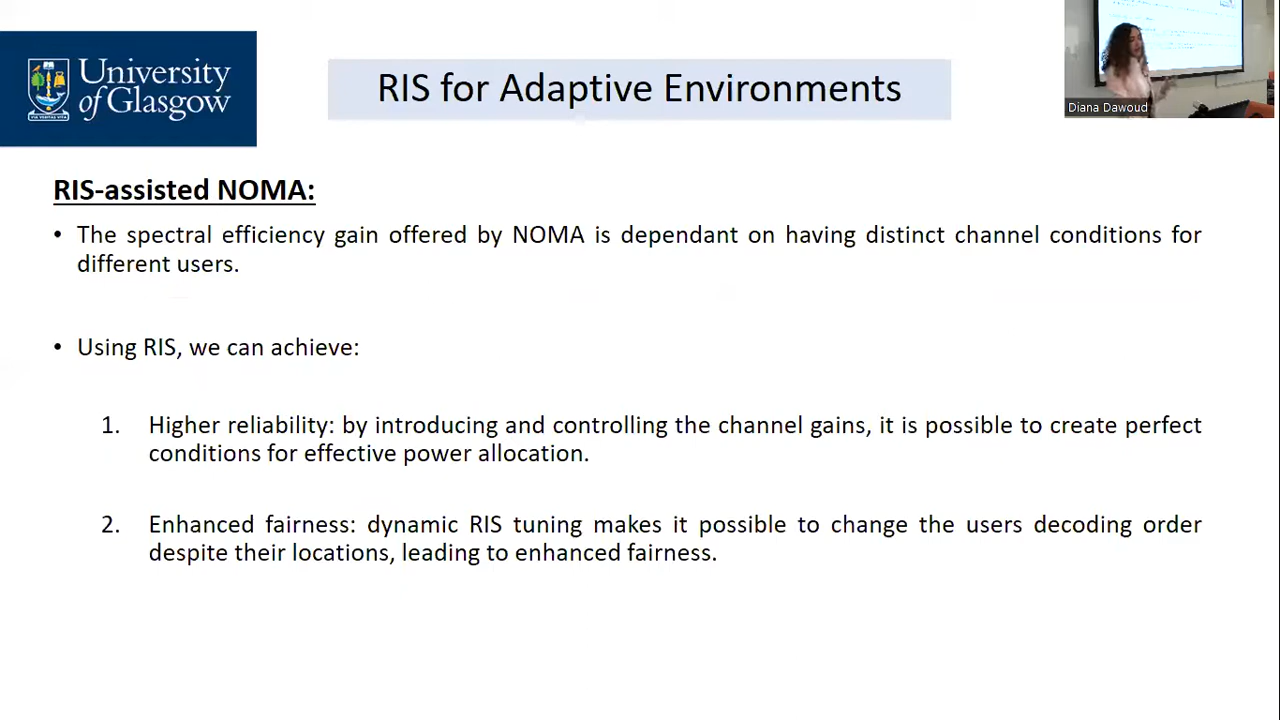 University
of Glasgow
VIA VERITAS VITA
RIS for Adaptive Environments
Diana Dawoud
RIS-assisted NOMA:
• The spectral efficiency gain offered by NOMA is dependant on having distinct channel conditions for
different users.
• Using RIS, we can achieve:
1. Higher reliability: by introducing and controlling the channel gains, it is possible to create perfect
conditions for effective power allocation.
2. Enhanced fairness: dynamic RIS tuning makes it possible to change the users decoding order
despite their locations, leading to enhanced fairness.